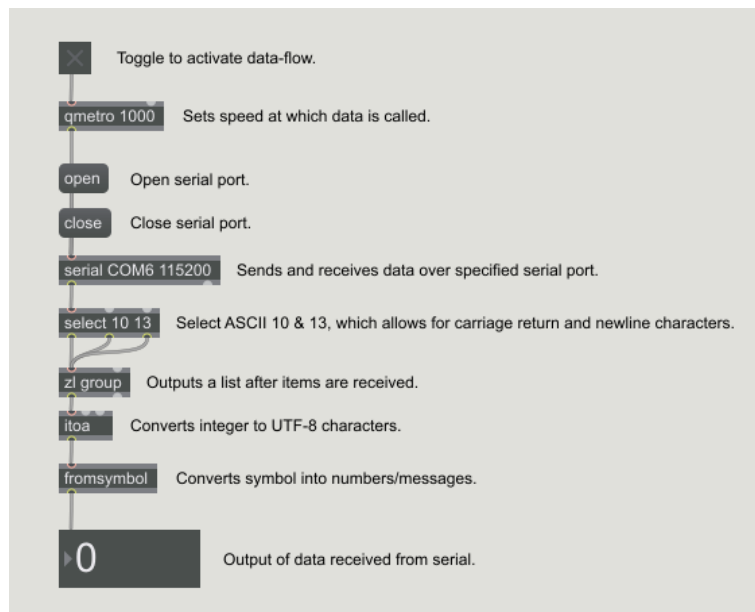 Toggle to activate data-flow.
qmetro 1000 Sets speed at which data is called.
open Open serial port.
close Close serial port.
serial COM6 115200 Sends and receives data over specified serial port.
select 10 13 Select ASCII 10 & 13, which allows for carriage return and newline characters.
zl group Outputs a list after items are received.
itoa Converts integer to UTF-8 characters.
fromsymbol Converts symbol into numbers/messages.
0 Output of data received from serial.